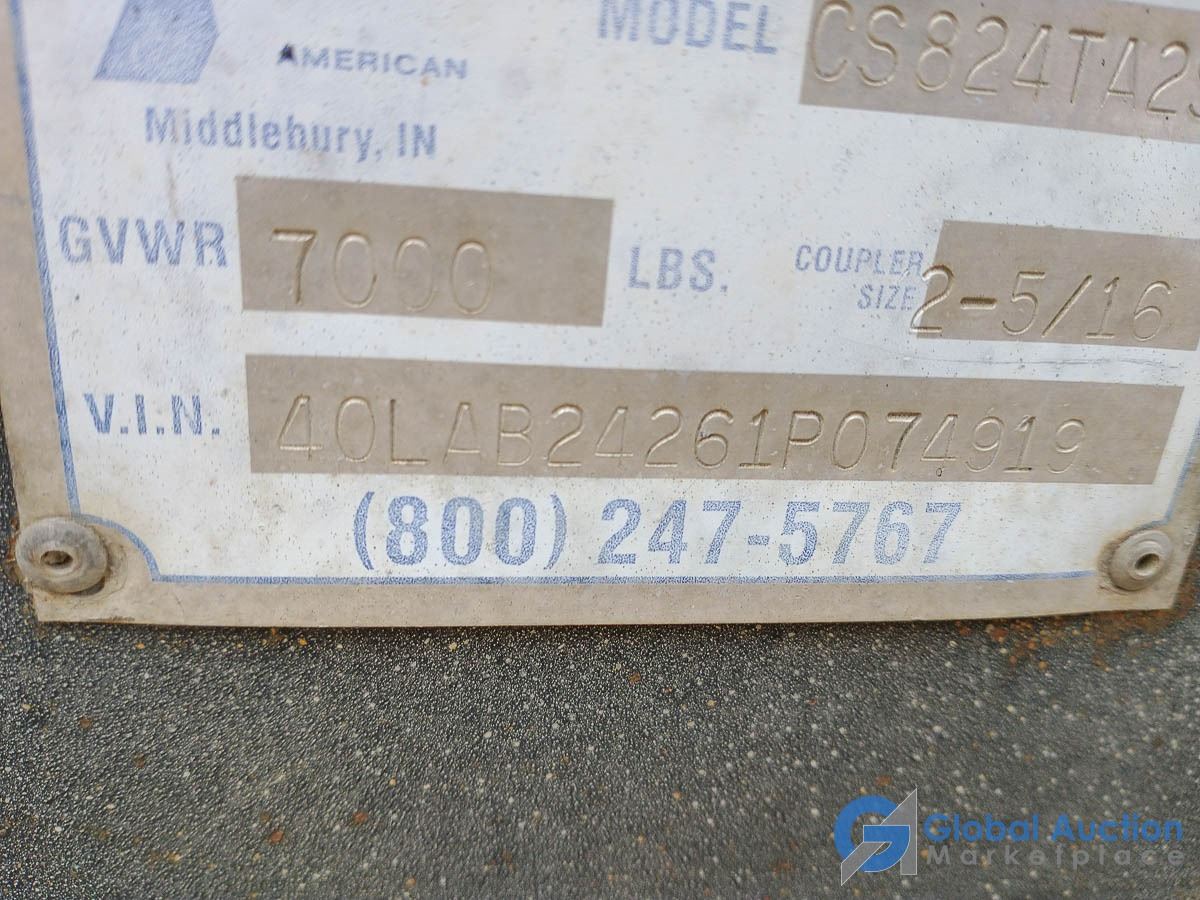 MODEL CS824TA2S
AMERICAN
Middlebury, IN
GVWR 7000 LBS. COUPLER SIZE 2-5/16
V.I.N. 40LAB24261P074919
(800) 247-5767
Global Auction
Marketplace